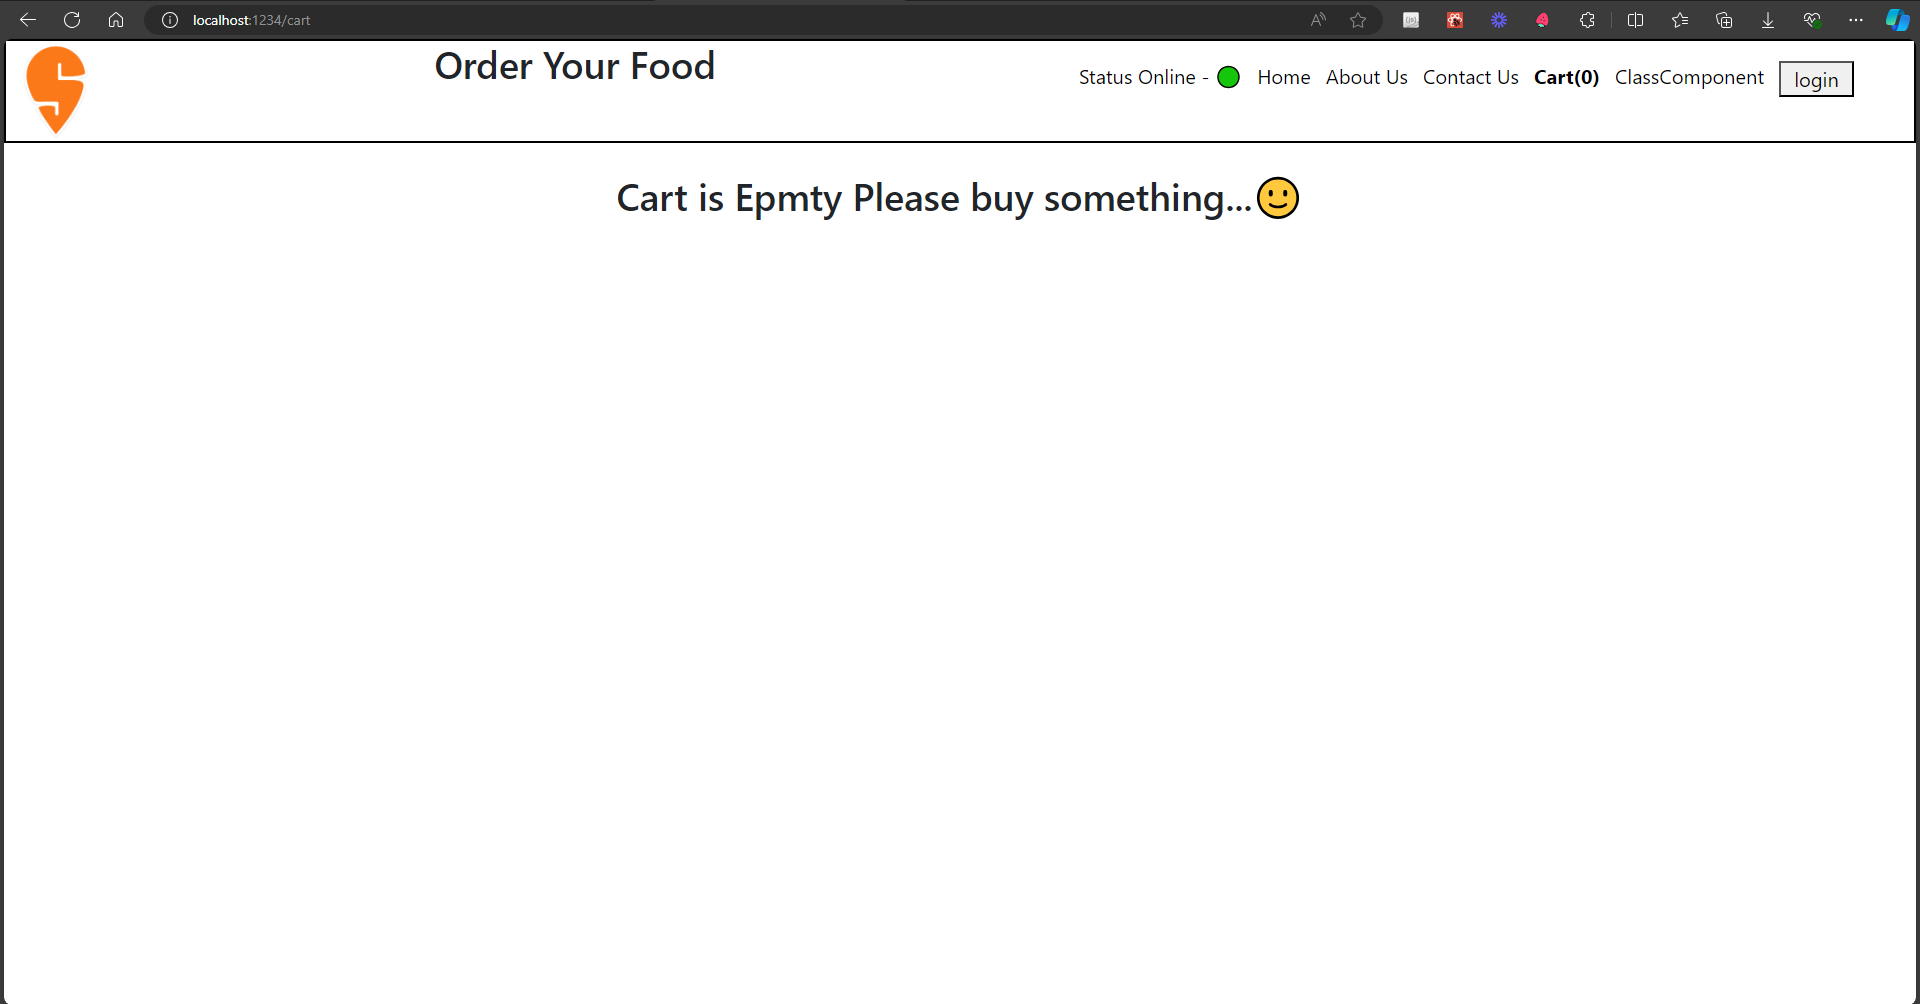 localhost:1234/cart
Order Your Food
Status Online - Home About Us Contact Us Cart(0) ClassComponent login
Cart is Epmty Please buy something...🙂